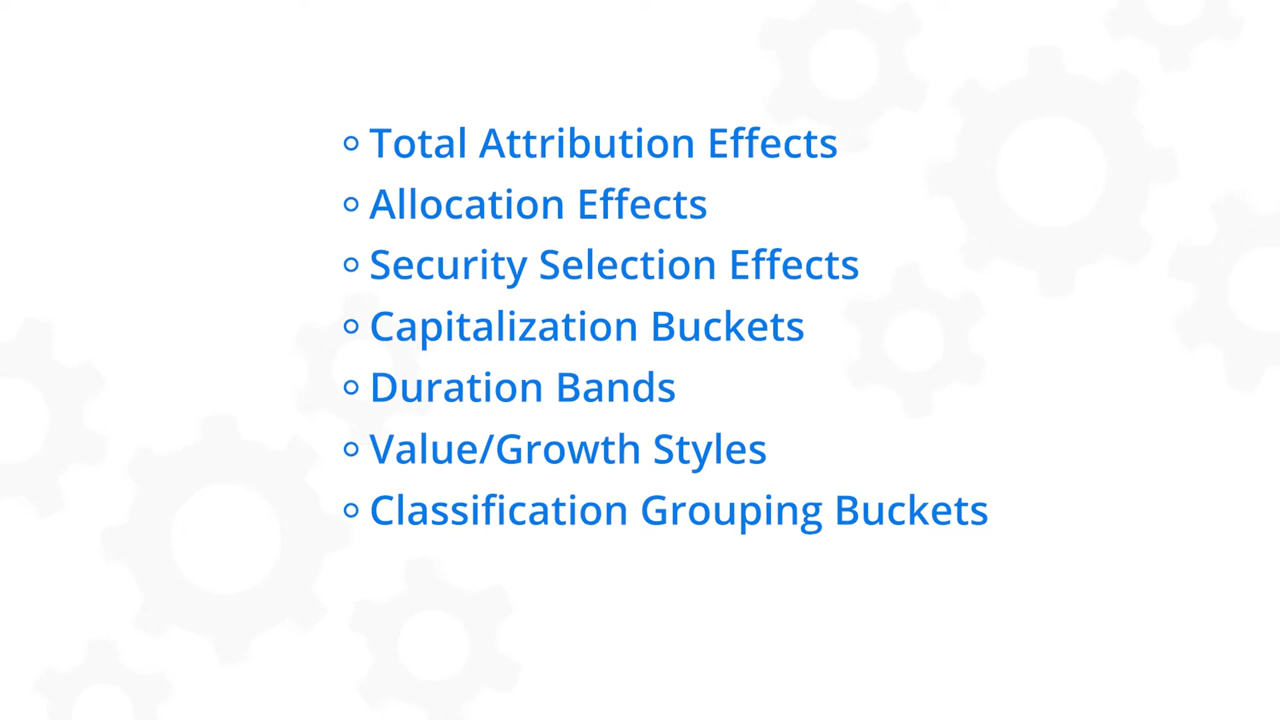 Total Attribution Effects
Allocation Effects
Security Selection Effects
Capitalization Buckets
Duration Bands
Value/Growth Styles
Classification Grouping Buckets